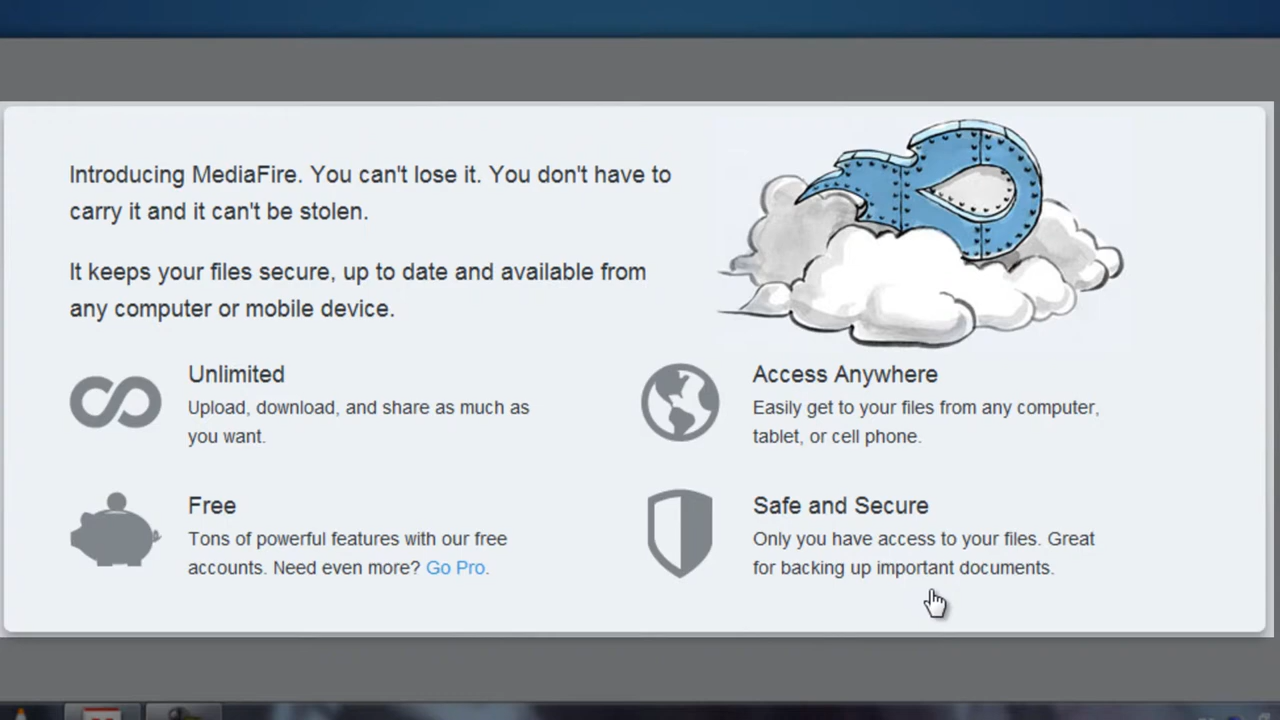 Introducing MediaFire. You can't lose it. You don't have to
carry it and it can't be stolen.
It keeps your files secure, up to date and available from
any computer or mobile device.
Unlimited
Upload, download, and share as much as
you want.
Access Anywhere
Easily get to your files from any computer,
tablet, or cell phone.
Free
Tons of powerful features with our free
accounts. Need even more? Go Pro.
Safe and Secure
Only you have access to your files. Great
for backing up important documents.